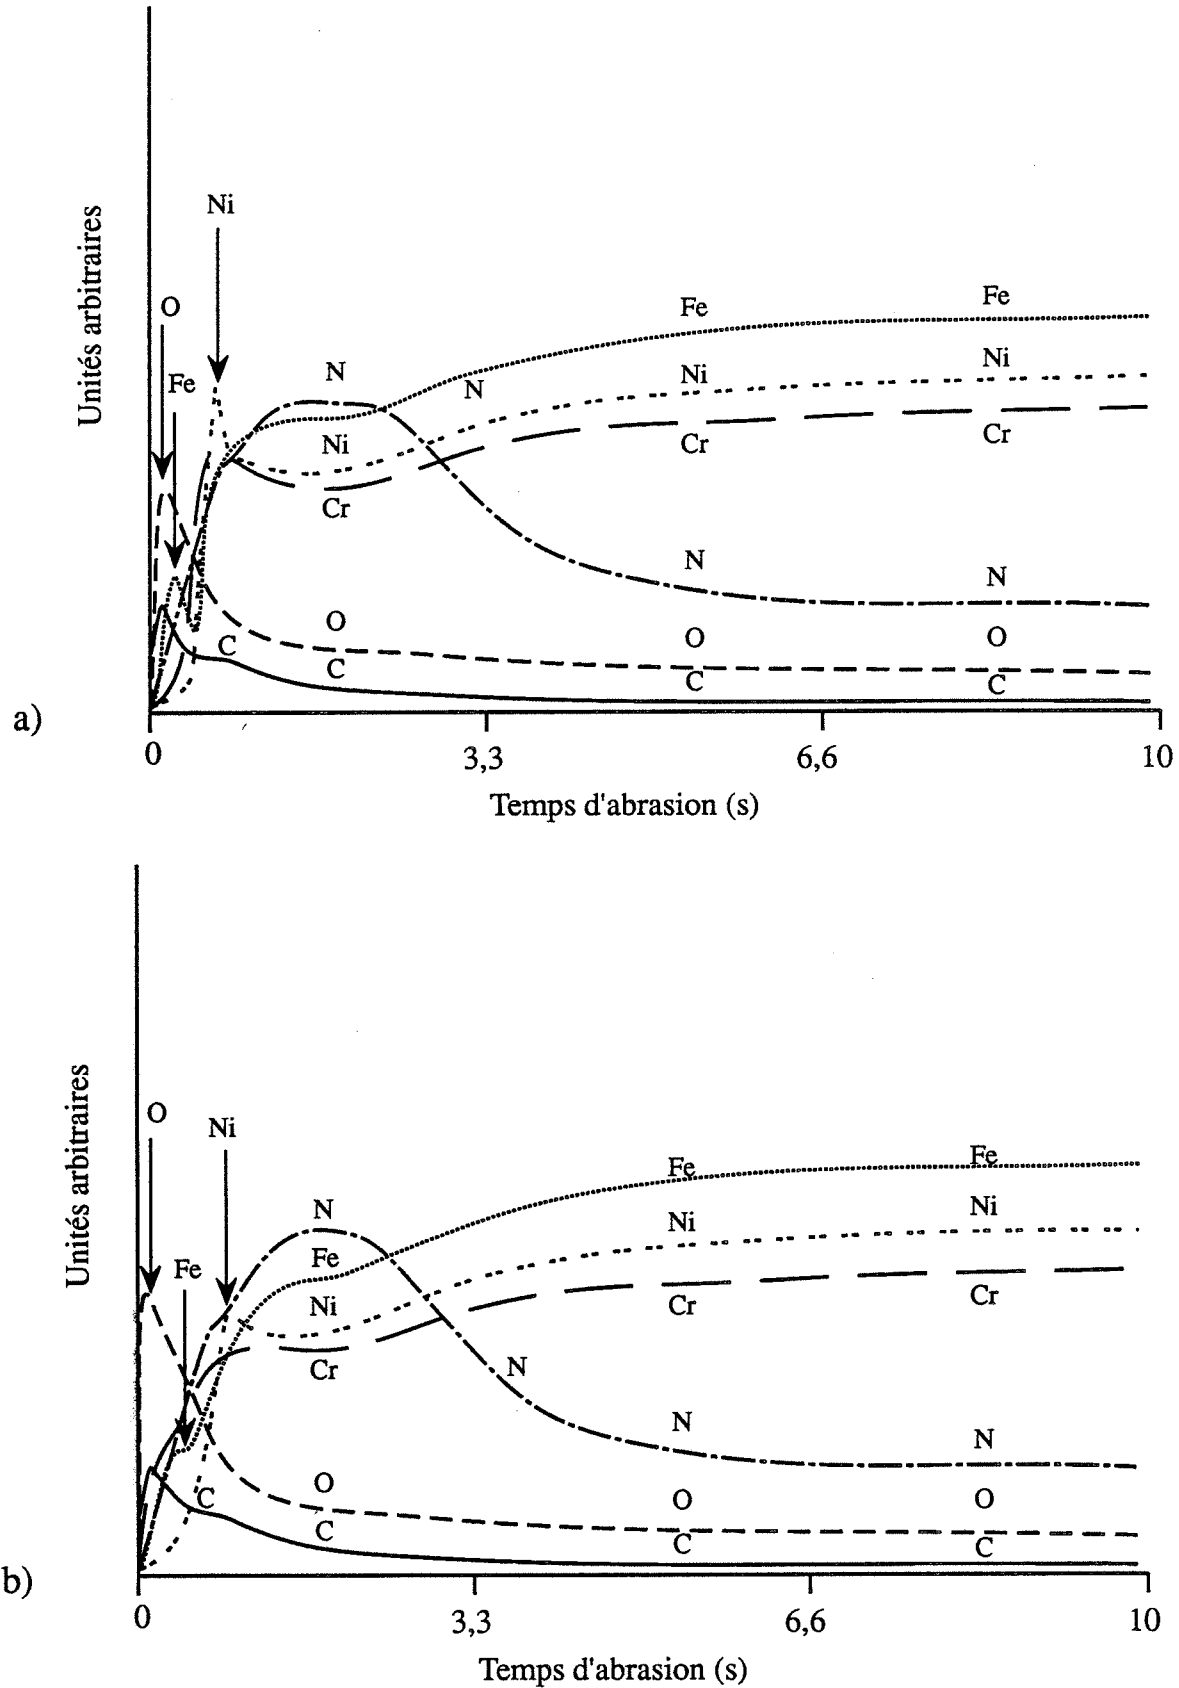 Ni
O
Fe
Fe
Fe
N
N
Ni
Ni
Ni
Cr
Cr
Cr
N
N
O
O
O
C
C
C
C
Unités arbitraires
a)
0
3,3
6,6
10
Temps d'abrasion (s)
O
Ni
Fe
Fe
N
Ni
Ni
Fe
Fe
Ni
Cr
Cr
Cr
N
N
N
O
O
O
C
C
C
C
Unités arbitraires
b)
0
3,3
6,6
10
Temps d'abrasion (s)